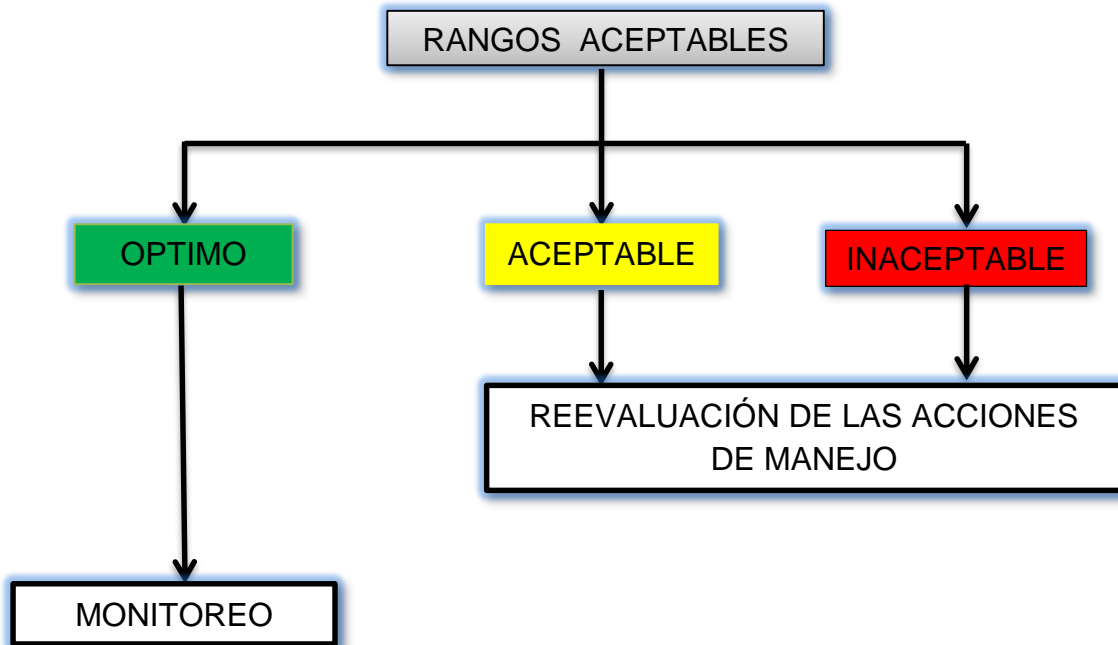 RANGOS ACEPTABLES
OPTIMO
ACEPTABLE
INACEPTABLE
REEVALUACIÓN DE LAS ACCIONES
DE MANEJO
MONITOREO